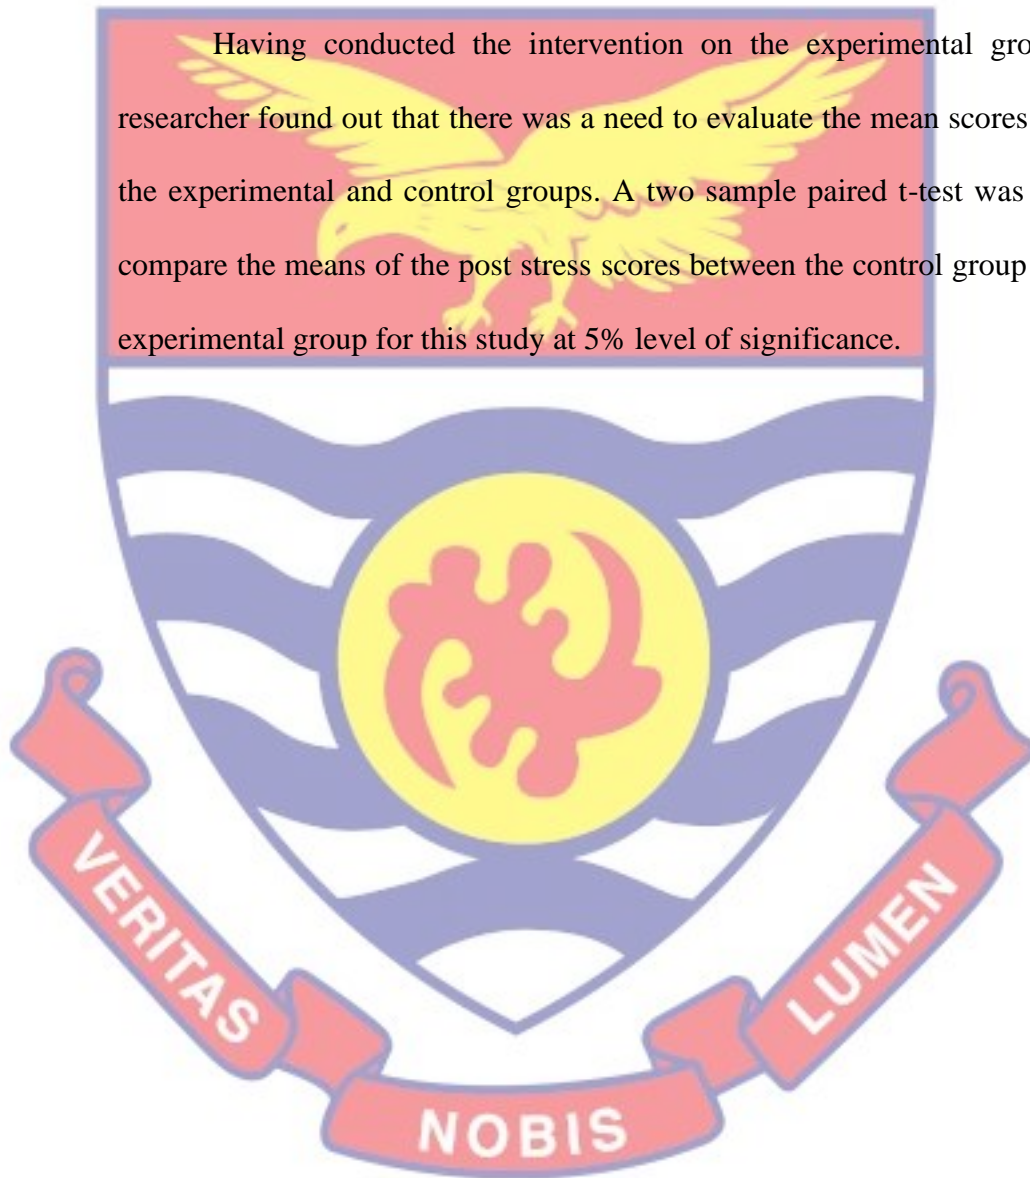 Having conducted the intervention on the experimental gro
researcher found out that there was a need to evaluate the mean scores
the experimental and control groups. A two sample paired t-test was
compare the means of the post stress scores between the control group
experimental group for this study at 5% level of significance.
VERITAS
NOBIS
LUMEN